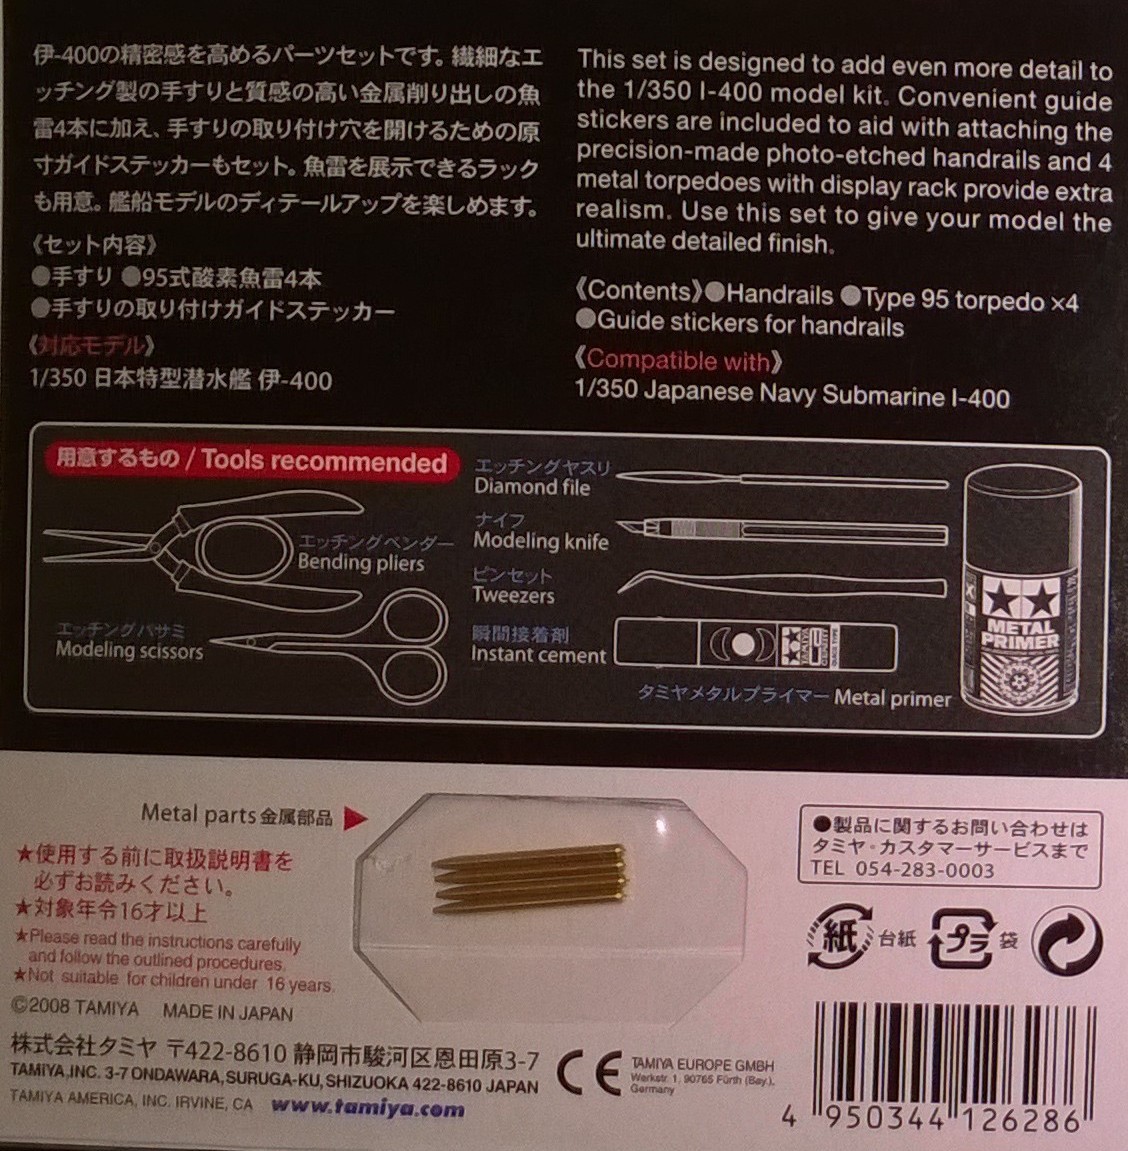 伊-400の精密感を高めるパーツセットです。繊細なエ
ッチング製の手すりと質感の高い金属削り出しの魚
雷4本に加え、手すりの取り付け穴を開けるための原
寸ガイドステッカーもセット。魚雷を展示できるラック
も用意。艦船モデルのディテールアップを楽しめます。
《セット内容》
●手すり ●95式酸素魚雷4本
●手すりの取り付けガイドステッカー
《対応モデル》
1/350 日本特型潜水艦 伊-400
This set is designed to add even more detail to
the 1/350 I-400 model kit. Convenient guide
stickers are included to aid with attaching the
precision-made photo-etched handrails and 4
metal torpedoes with display rack provide extra
realism. Use this set to give your model the
ultimate detailed finish.
《Contents》●Handrails ●Type 95 torpedo ×4
●Guide stickers for handrails
《Compatible with》
1/350 Japanese Navy Submarine I-400
用意するもの / Tools recommended
エッチングベンダー
Bending pliers
エッチングバサミ
Modeling scissors
エッチングヤスリ
Diamond file
ナイフ
Modeling knife
ピンセット
Tweezers
瞬間接着剤
Instant cement
タミヤメタルプライマー Metal primer
METAL
PRIMER
TAMIYA
Metal parts 金属部品
★使用する前に取扱説明書を
必ずお読みください。
★対象年令16才以上
★Please read the instructions carefully
and follow the outlined procedures.
★Not suitable for children under 16 years.
©2008 TAMIYA MADE IN JAPAN
●製品に関するお問い合わせは
タミヤ・カスタマーサービスまで
TEL 054-283-0003
紙 台紙 プラ 袋
株式会社タミヤ 〒422-8610 静岡市駿河区恩田原3-7
TAMIYA,INC. 3-7 ONDAWARA, SURUGA-KU, SHIZUOKA 422-8610 JAPAN
TAMIYA AMERICA, INC. IRVINE, CA www.tamiya.com
CE
TAMIYA EUROPE GMBH
Werkstr. 1, 90765 Fürth (Bay.),
Germany
4 950344 126286